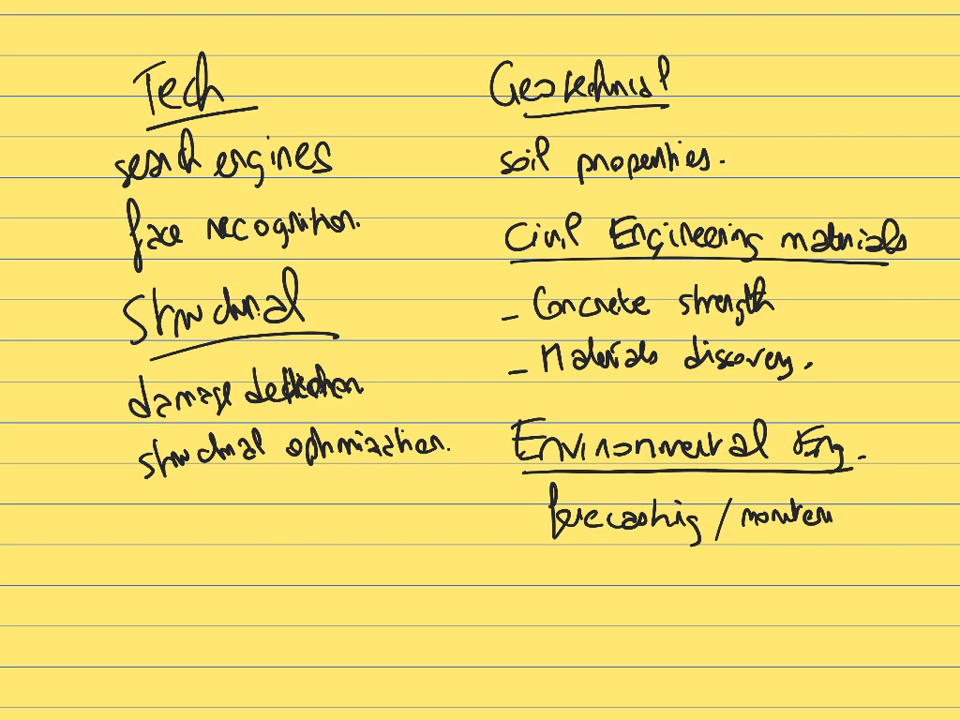 Tech
search engines
face recognition.
Structural
damage detection
structural optimization.
Geotechnical
soil properties.
Civil Engineering materials
- Concrete strength
- Materials discovery.
Environmental Eng.
forecasting /